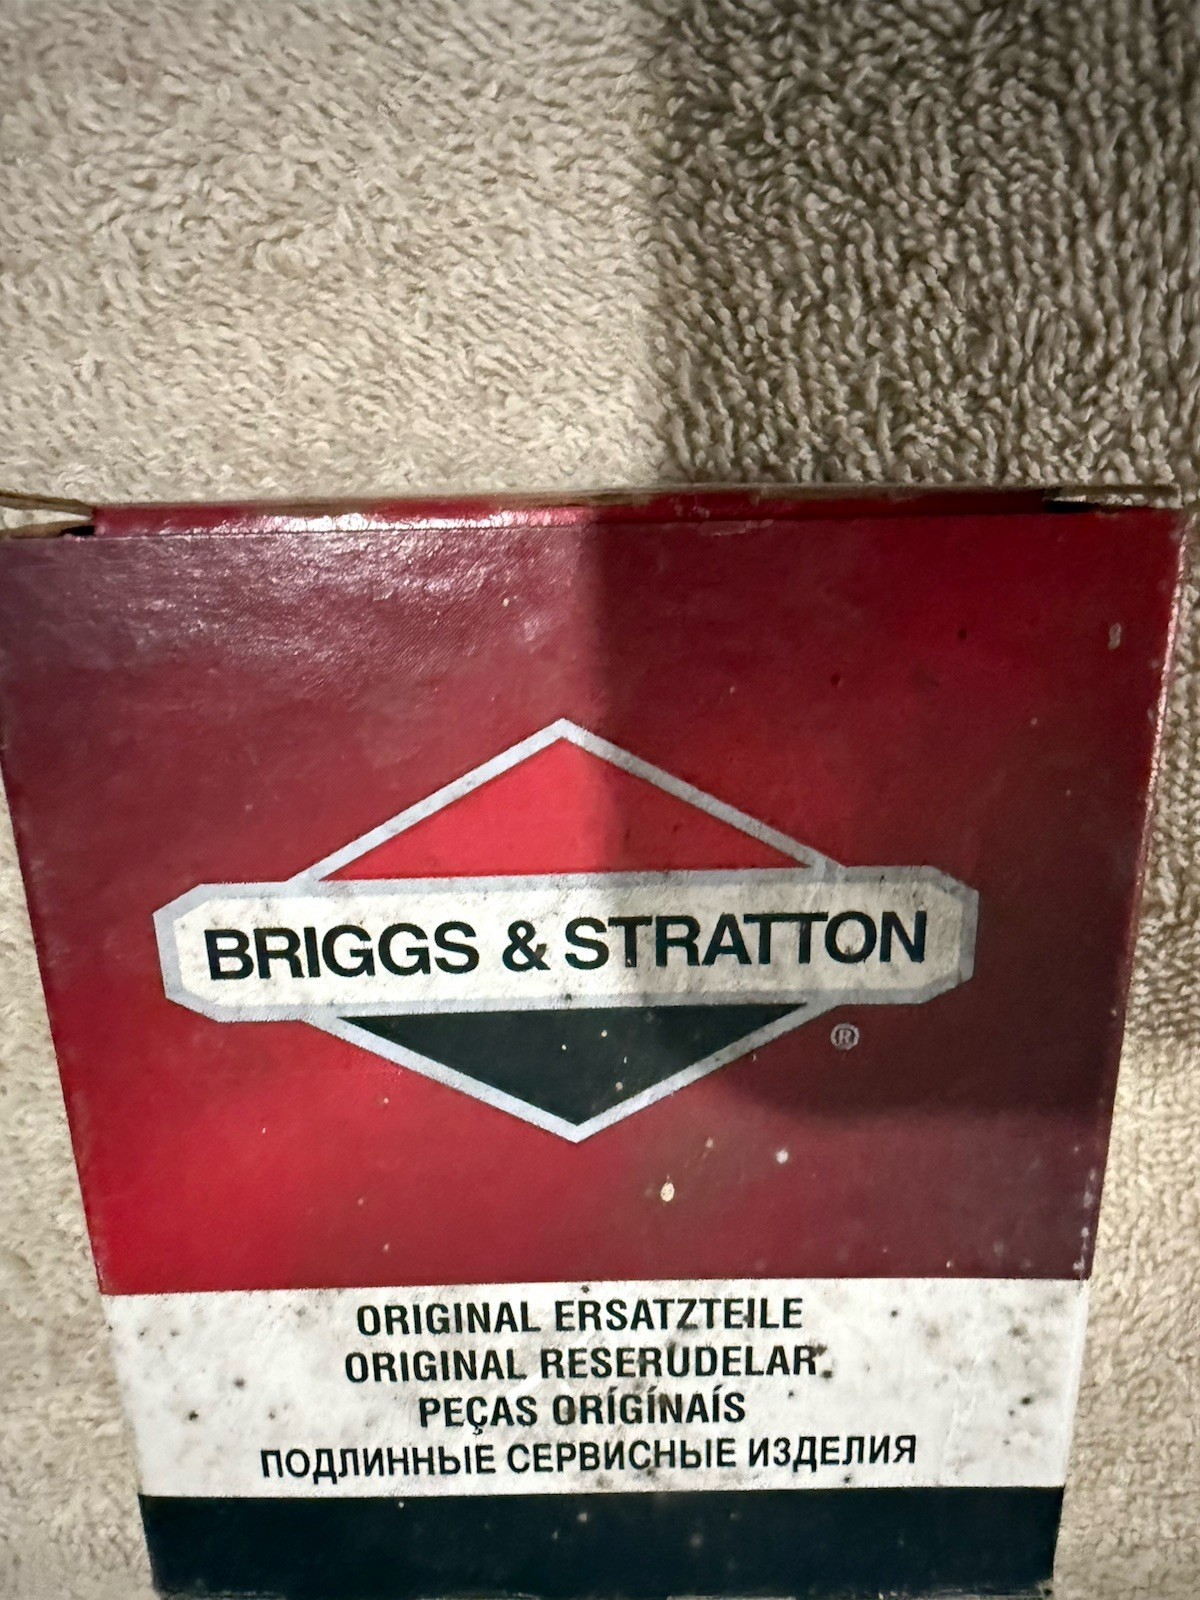 BRIGGS & STRATTON
®
ORIGINAL ERSATZTEILE
ORIGINAL RESERUDELAR
PEÇAS ORÍGÍNAÍS
ПОДЛИННЫЕ СЕРВИСНЫЕ ИЗДЕЛИЯ